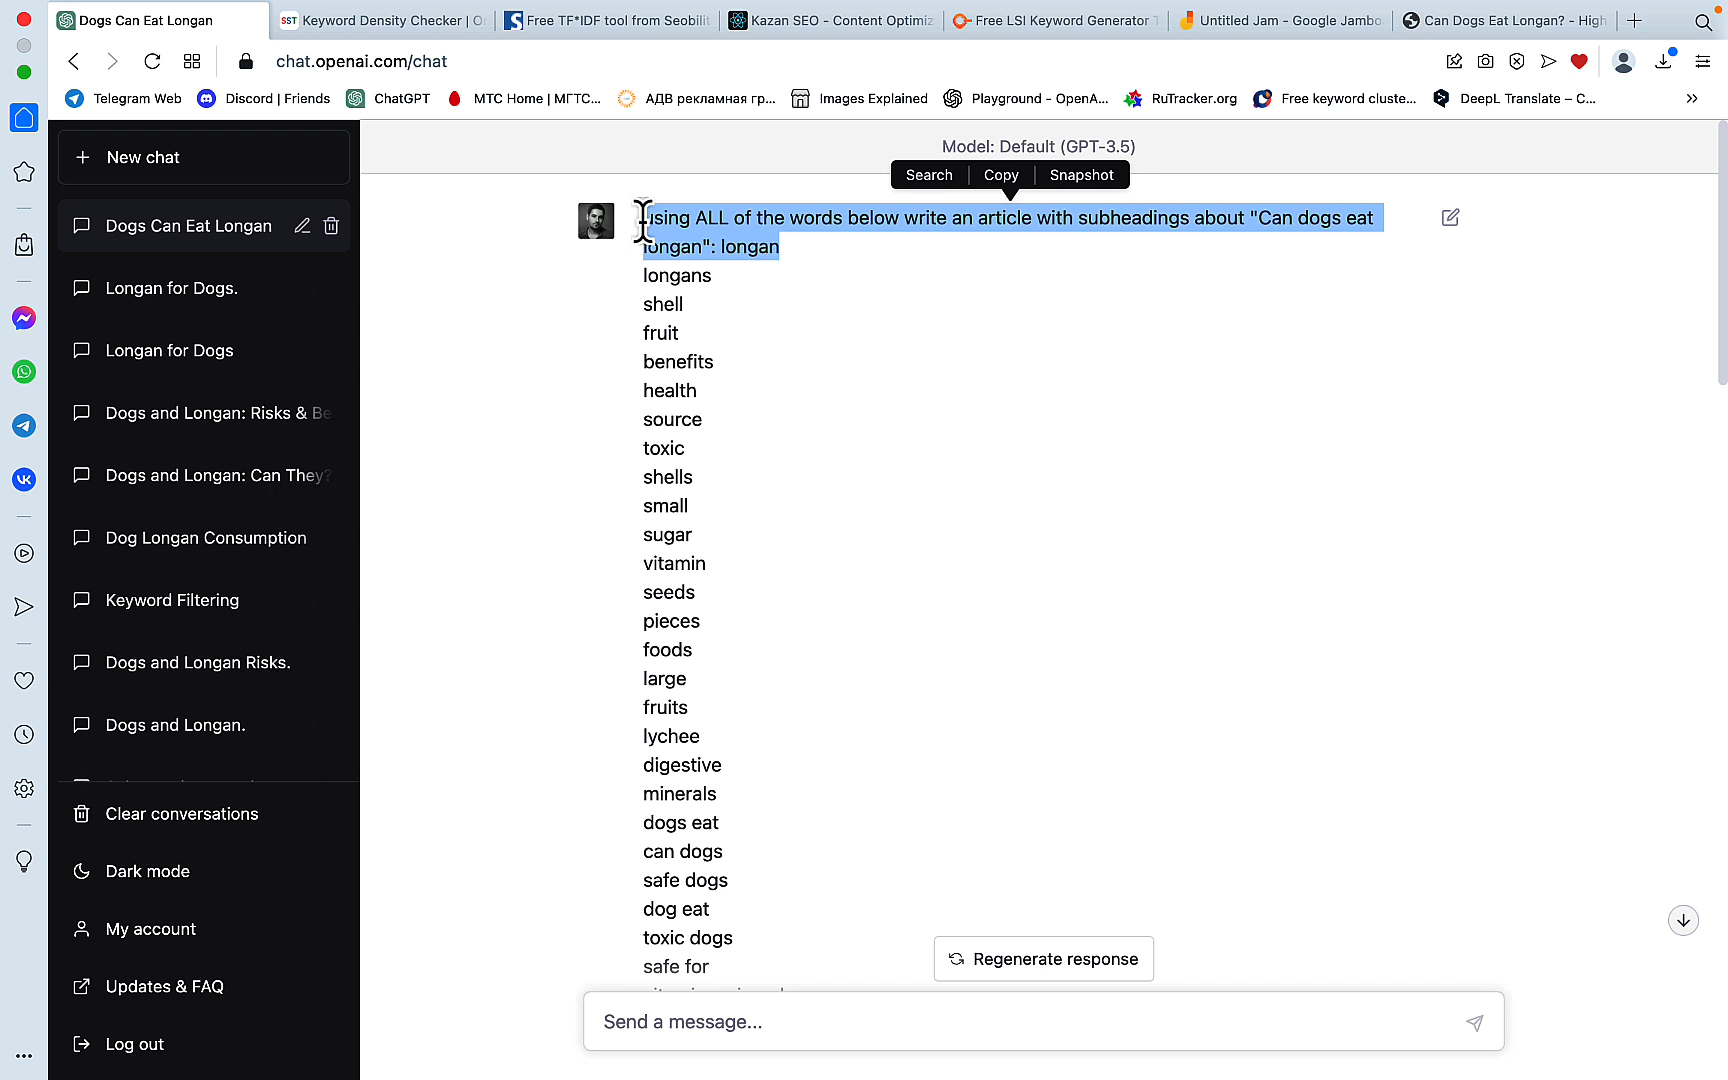 Dogs Can Eat Longan
SST Keyword Density Checker | O
Free TF*IDF tool from Seobilit
Kazan SEO - Content Optimiz
Free LSI Keyword Generator
Untitled Jam - Google Jambo
Can Dogs Eat Longan? - High
chat.openai.com/chat
Telegram Web
Discord | Friends
ChatGPT
МТС Home | МГТС...
АДВ рекламная гр...
Images Explained
Playground - OpenA...
RuTracker.org
Free keyword cluste...
DeepL Translate – C...
New chat
Dogs Can Eat Longan
Longan for Dogs.
Longan for Dogs
Dogs and Longan: Risks & Be
Dogs and Longan: Can They?
Dog Longan Consumption
Keyword Filtering
Dogs and Longan Risks.
Dogs and Longan.
Clear conversations
Dark mode
My account
Updates & FAQ
Log out
Model: Default (GPT-3.5)
Search
Copy
Snapshot
using ALL of the words below write an article with subheadings about "Can dogs eat
longan": longan
longans
shell
fruit
benefits
health
source
toxic
shells
small
sugar
vitamin
seeds
pieces
foods
large
fruits
lychee
digestive
minerals
dogs eat
can dogs
safe dogs
dog eat
toxic dogs
safe for
Regenerate response
Send a message...